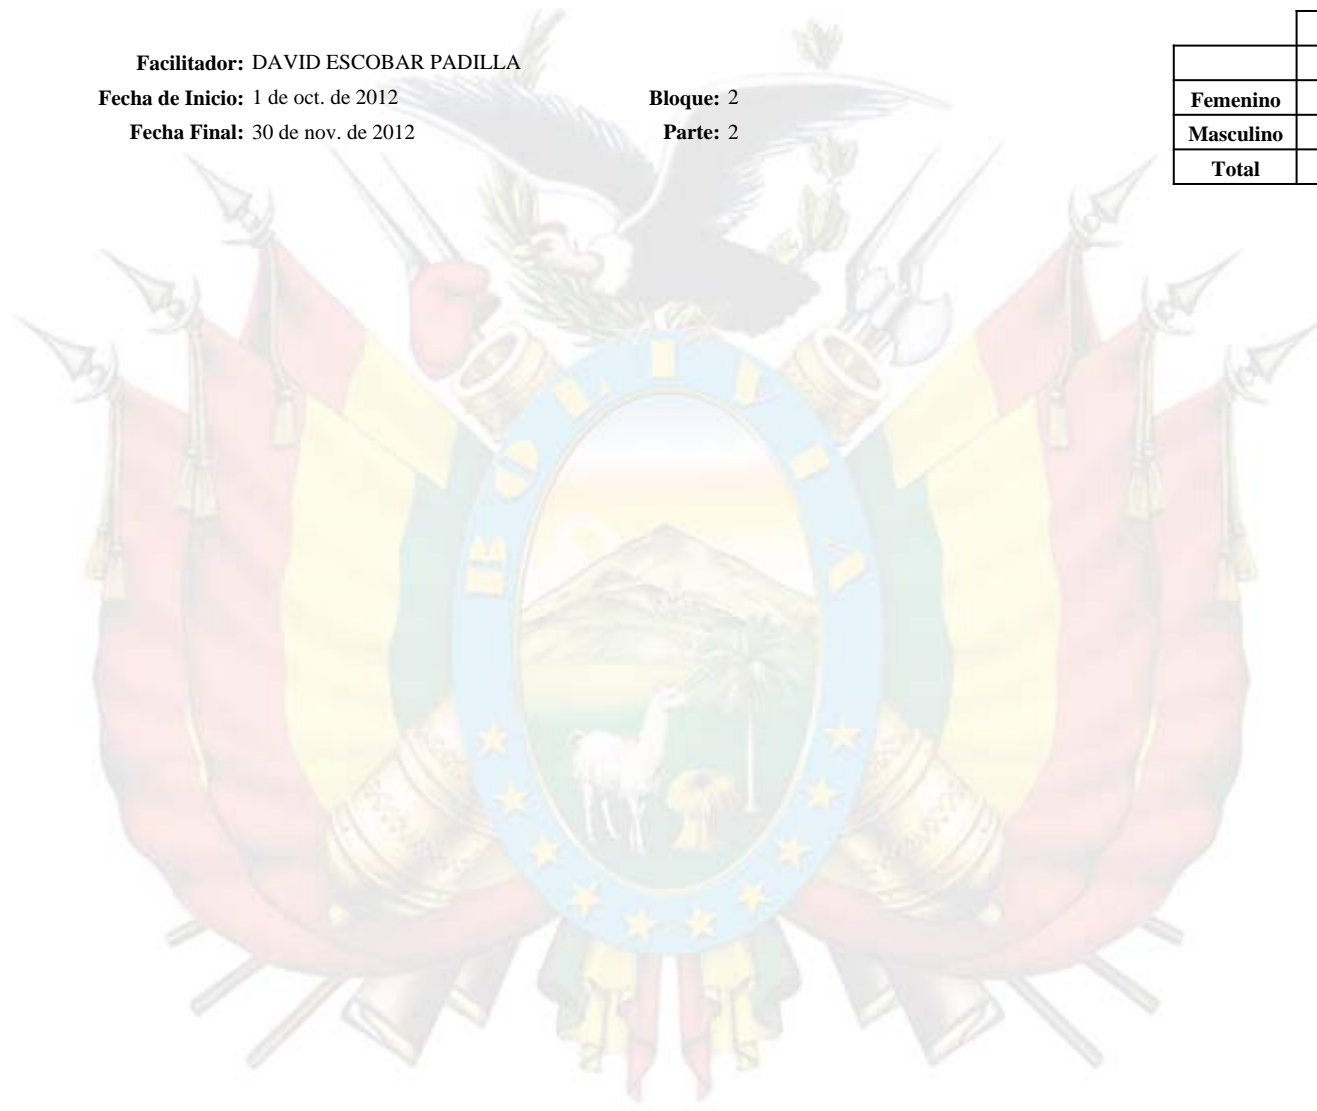 Facilitador: DAVID ESCOBAR PADILLA
Fecha de Inicio: 1 de oct. de 2012 Bloque: 2
Fecha Final: 30 de nov. de 2012 Parte: 2
Femenino
Masculino
Total
BOLIVIA